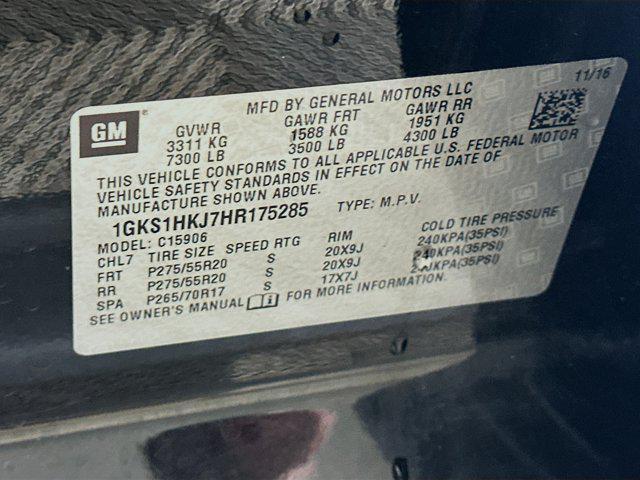 11/16
GM
MFD BY GENERAL MOTORS LLC
GVWR GAWR FRT GAWR RR
3311 KG 1588 KG 1951 KG
7300 LB 3500 LB 4300 LB
THIS VEHICLE CONFORMS TO ALL APPLICABLE U.S. FEDERAL MOTOR
VEHICLE SAFETY STANDARDS IN EFFECT ON THE DATE OF
MANUFACTURE SHOWN ABOVE.
1GKS1HKJ7HR175285 TYPE: M.P.V.
MODEL: C15906
CHL7 TIRE SIZE SPEED RTG RIM COLD TIRE PRESSURE
FRT P275/55R20 S 20X9J 240KPA(35PSI)
RR P275/55R20 S 20X9J 240KPA(35PSI)
SPA P265/70R17 S 17X7J 240KPA(35PSI)
SEE OWNER'S MANUAL FOR MORE INFORMATION.